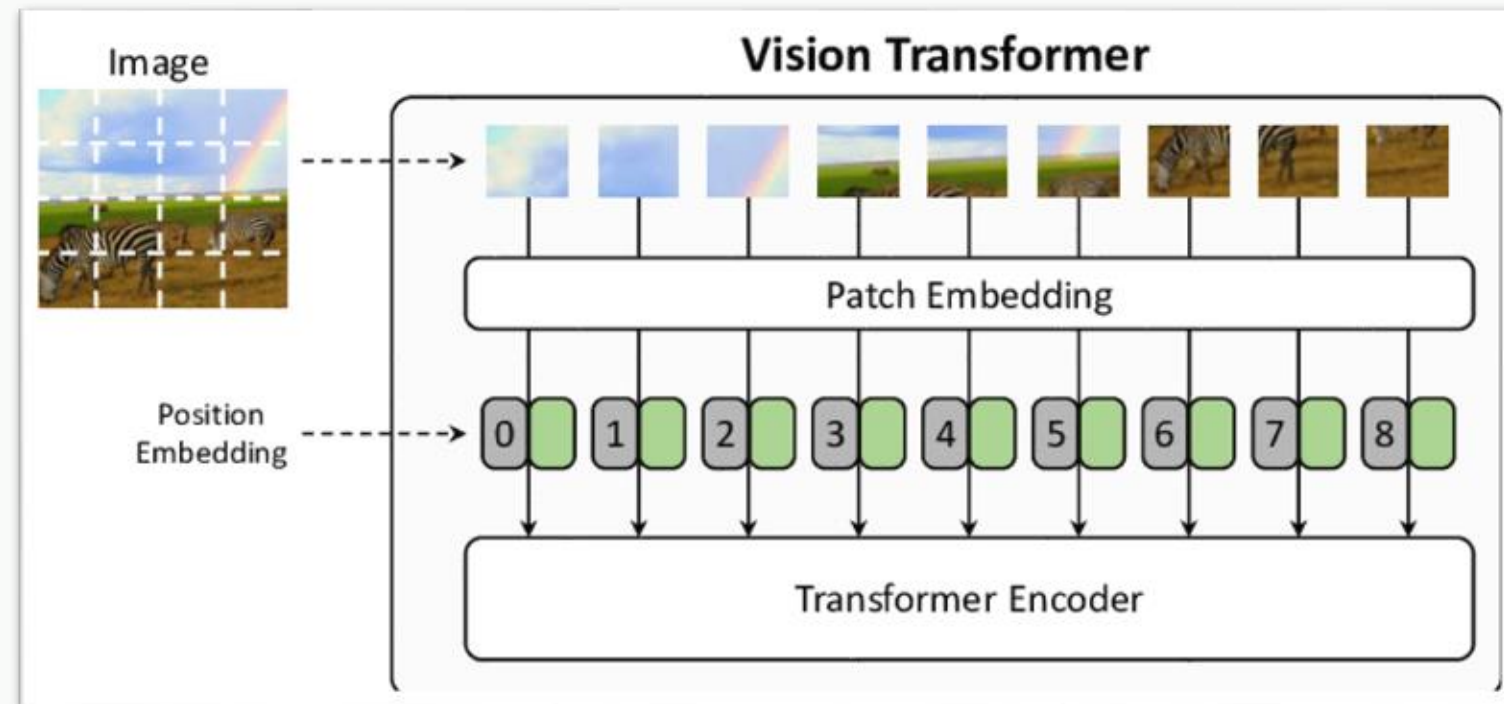 Vision Transformer
Image
Patch Embedding
Position
Embedding
0 1 2 3 4 5 6 7 8
Transformer Encoder